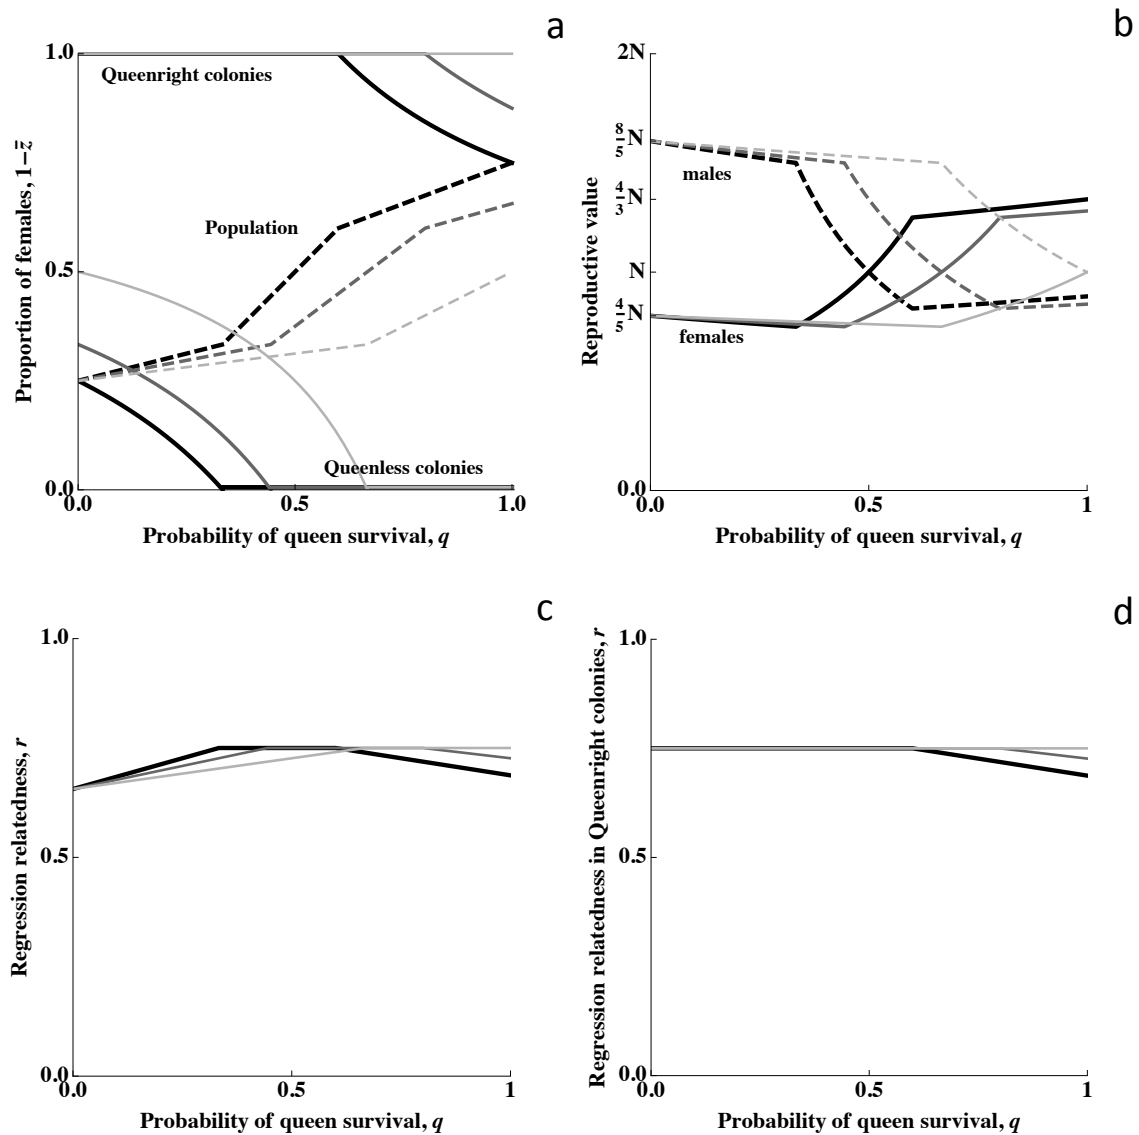 a
1.0
Queenright colonies
Population
0.5
Queenless colonies
0.0
0.0
0.5
1.0
Proportion of females, 1−z̄
Probability of queen survival, q
b
2N
8/5 N
males
4/3 N
N
4/5 N
females
0.0
0.0
0.5
1
Reproductive value
Probability of queen survival, q
c
1.0
0.5
0.0
0.0
0.5
1
Regression relatedness, r
Probability of queen survival, q
d
1.0
0.5
0.0
0.0
0.5
1
Regression relatedness in Queenright colonies, r
Probability of queen survival, q